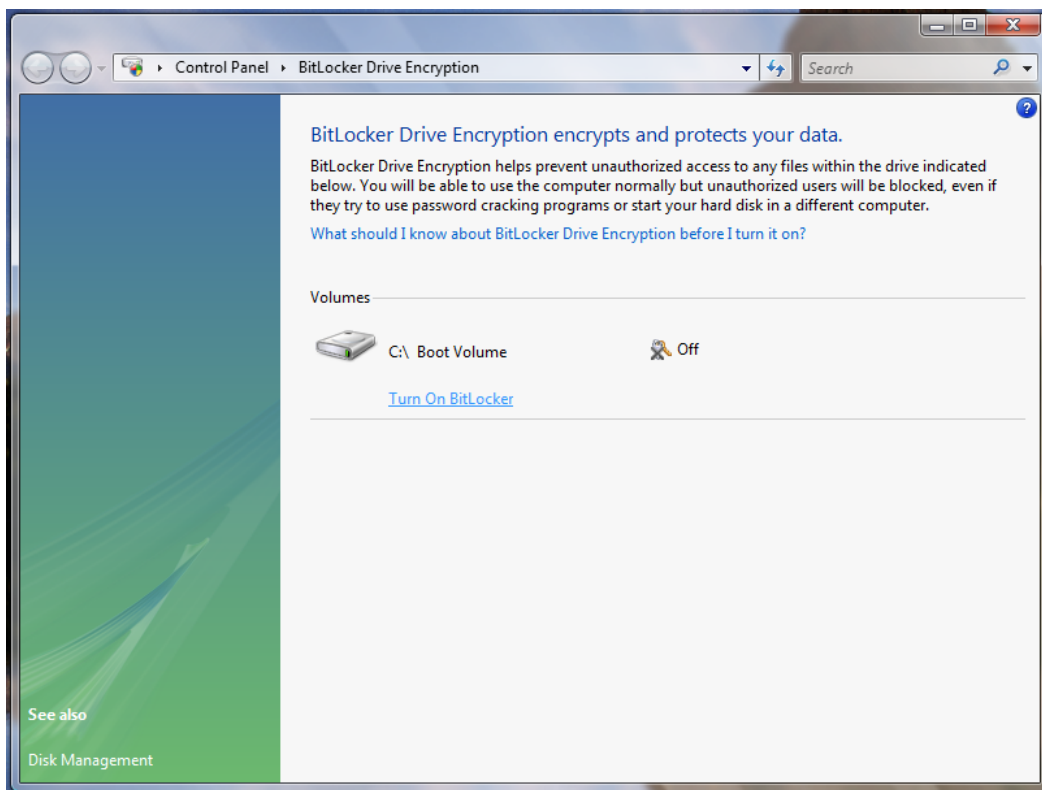 Control Panel ▸ BitLocker Drive Encryption
Search
BitLocker Drive Encryption encrypts and protects your data.
BitLocker Drive Encryption helps prevent unauthorized access to any files within the drive indicated
below. You will be able to use the computer normally but unauthorized users will be blocked, even if
they try to use password cracking programs or start your hard disk in a different computer.
What should I know about BitLocker Drive Encryption before I turn it on?
Volumes
C:\ Boot Volume
Off
Turn On BitLocker
See also
Disk Management